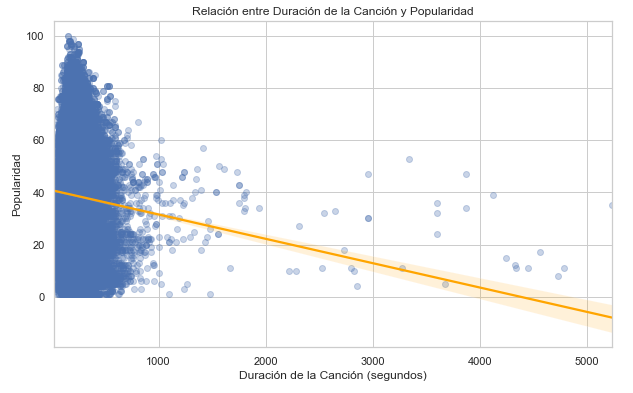 Relación entre Duración de la Canción y Popularidad
100
80
60
40
20
0
Popularidad
1000 2000 3000 4000 5000
Duración de la Canción (segundos)